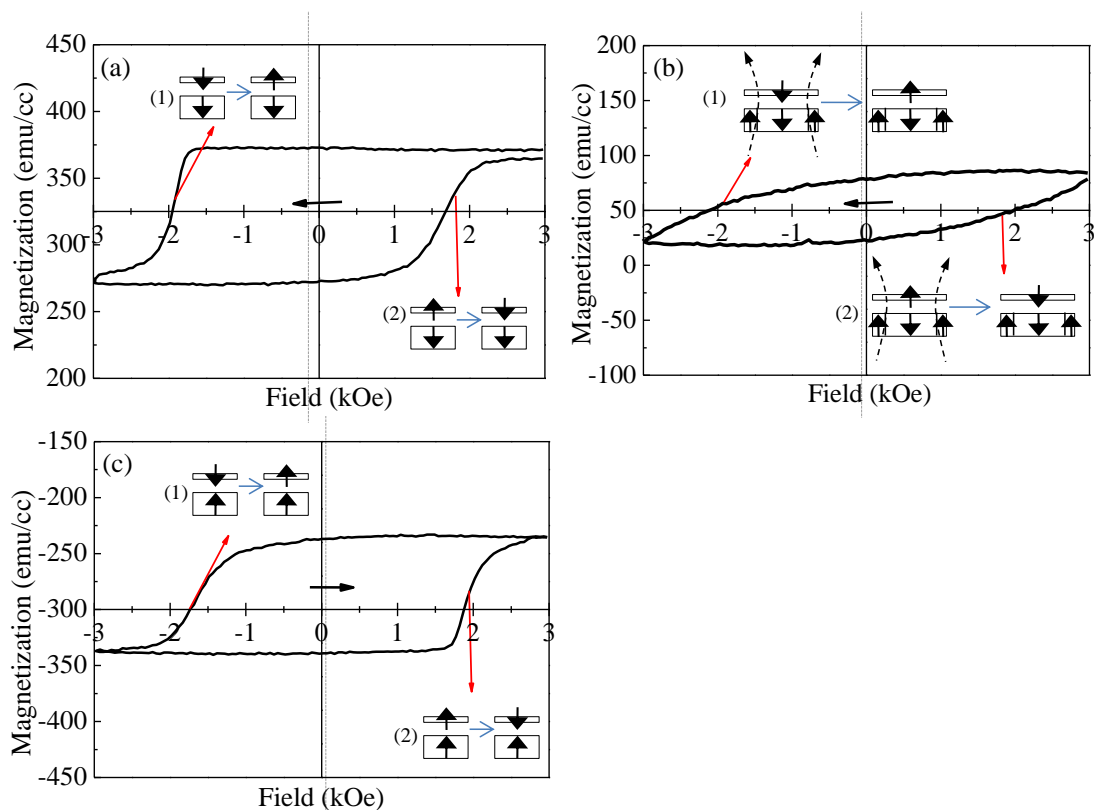 (a)
Magnetization (emu/cc)
450
400
350
300
250
200
-3 -2 -1 0 1 2 3
(1)
(2)
Field (kOe)
(b)
Magnetization (emu/cc)
200
150
100
50
0
-50
-100
-3 -2 -1 0 1 2 3
(1)
(2)
Field (kOe)
(c)
Magnetization (emu/cc)
-150
-200
-250
-300
-350
-400
-450
-3 -2 -1 0 1 2 3
(1)
(2)
Field (kOe)